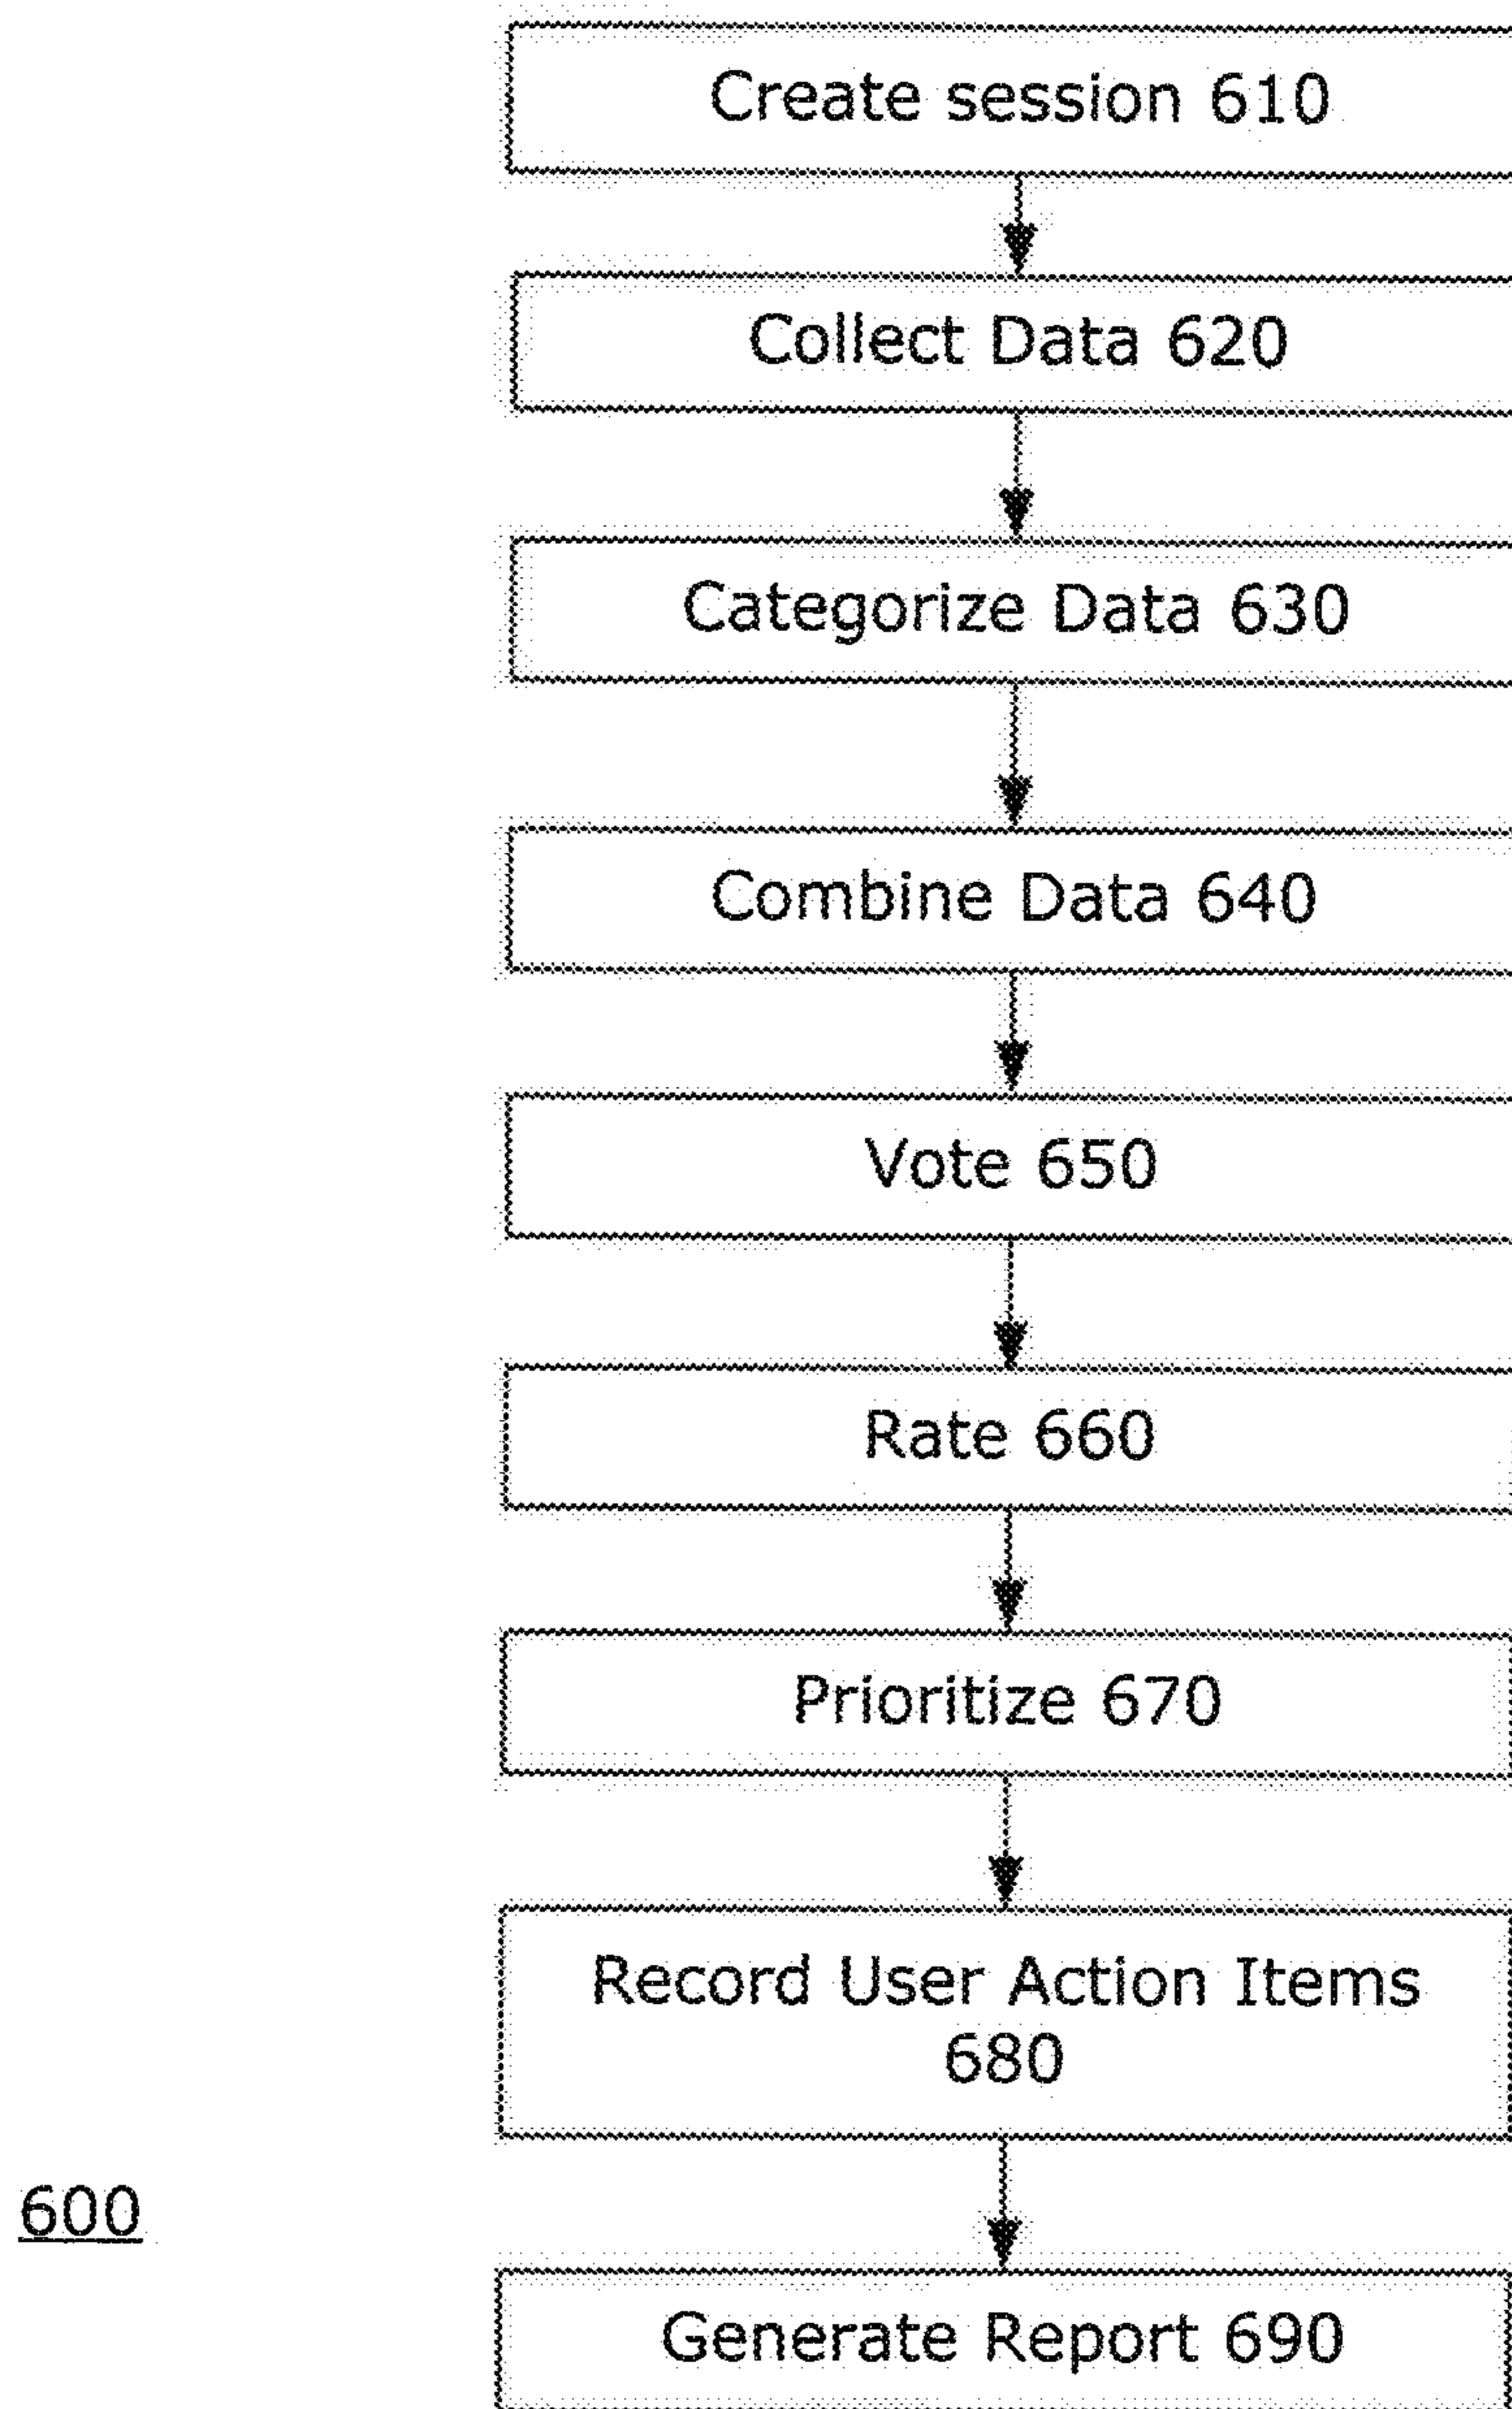 Create session 610
Collect Data 620
Categorize Data 630
Combine Data 640
Vote 650
Rate 660
Prioritize 670
Record User Action Items
680
600
Generate Report 690